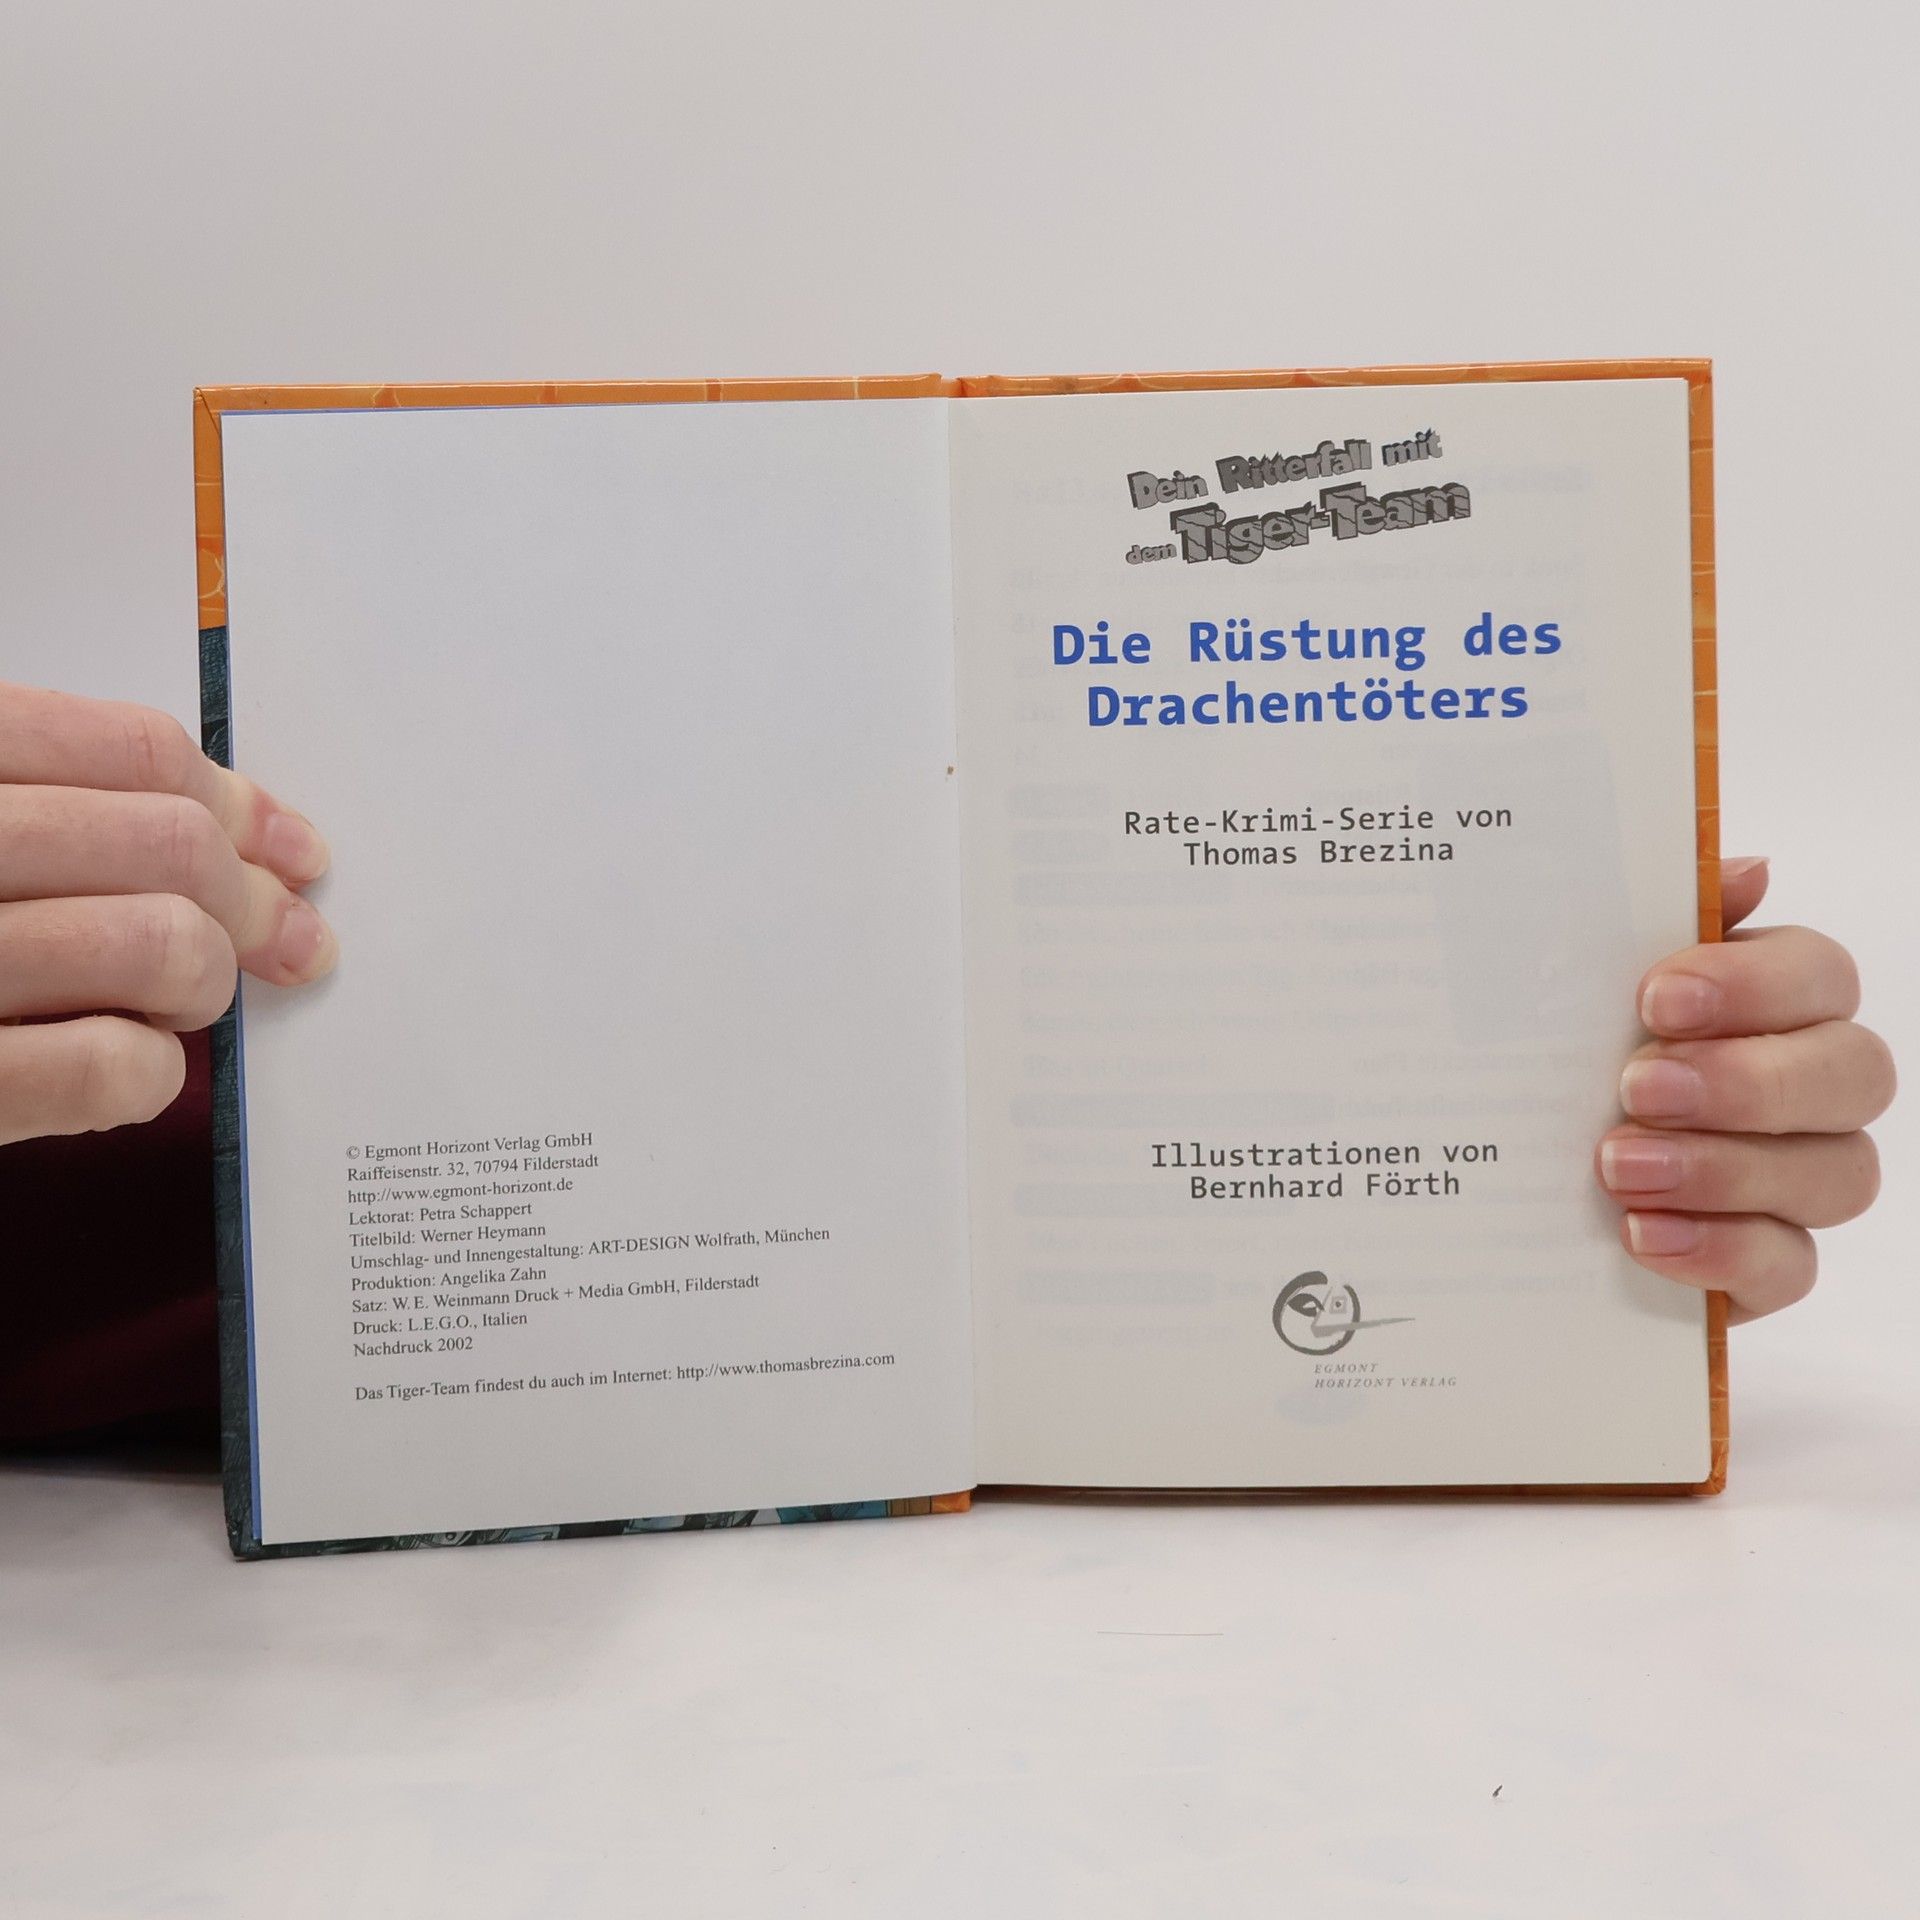 © Egmont Horizont Verlag GmbH
Raiffeisenstr. 32, 70794 Filderstadt
http://www.egmont-horizont.de
Lektorat: Petra Schappert
Titelbild: Werner Heymann
Umschlag- und Innengestaltung: ART-DESIGN Wolfrath, München
Produktion: Angelika Zahn
Satz: W. E. Weinmann Druck + Media GmbH, Filderstadt
Druck: L.E.G.O., Italien
Nachdruck 2002
Das Tiger-Team findest du auch im Internet: http://www.thomasbrezina.com
Dein Ritterfall mit
dem Tiger-Team
Die Rüstung des
Drachentöters
Rate-Krimi-Serie von
Thomas Brezina
Illustrationen von
Bernhard Förth
EGMONT
HORIZONT VERLAG